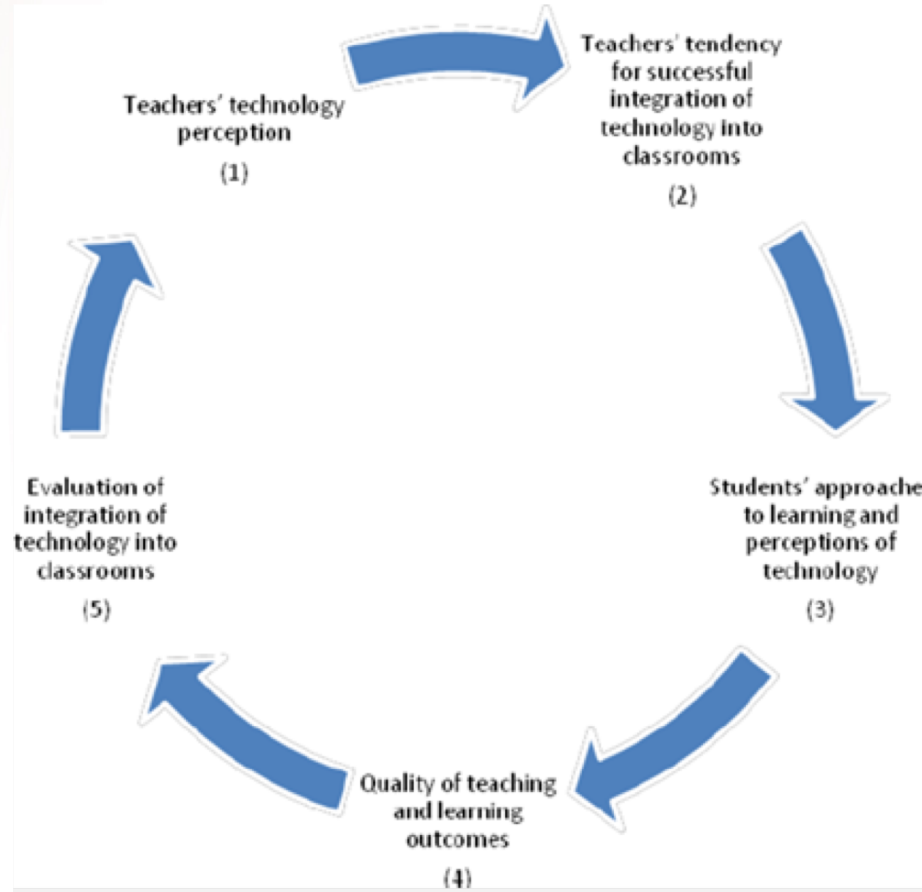 Teachers' technology
perception
(1)
Teachers' tendency
for successful
integration of
technology into
classrooms
(2)
Students' approache
to learning and
perceptions of
technology
(3)
Quality of teaching
and learning
outcomes
(4)
Evaluation of
integration of
technology into
classrooms
(5)